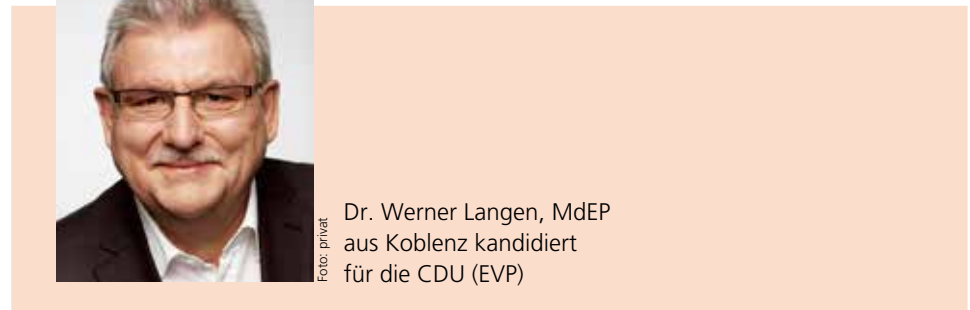 Foto: privat
Dr. Werner Langen, MdEP
aus Koblenz kandidiert
für die CDU (EVP)